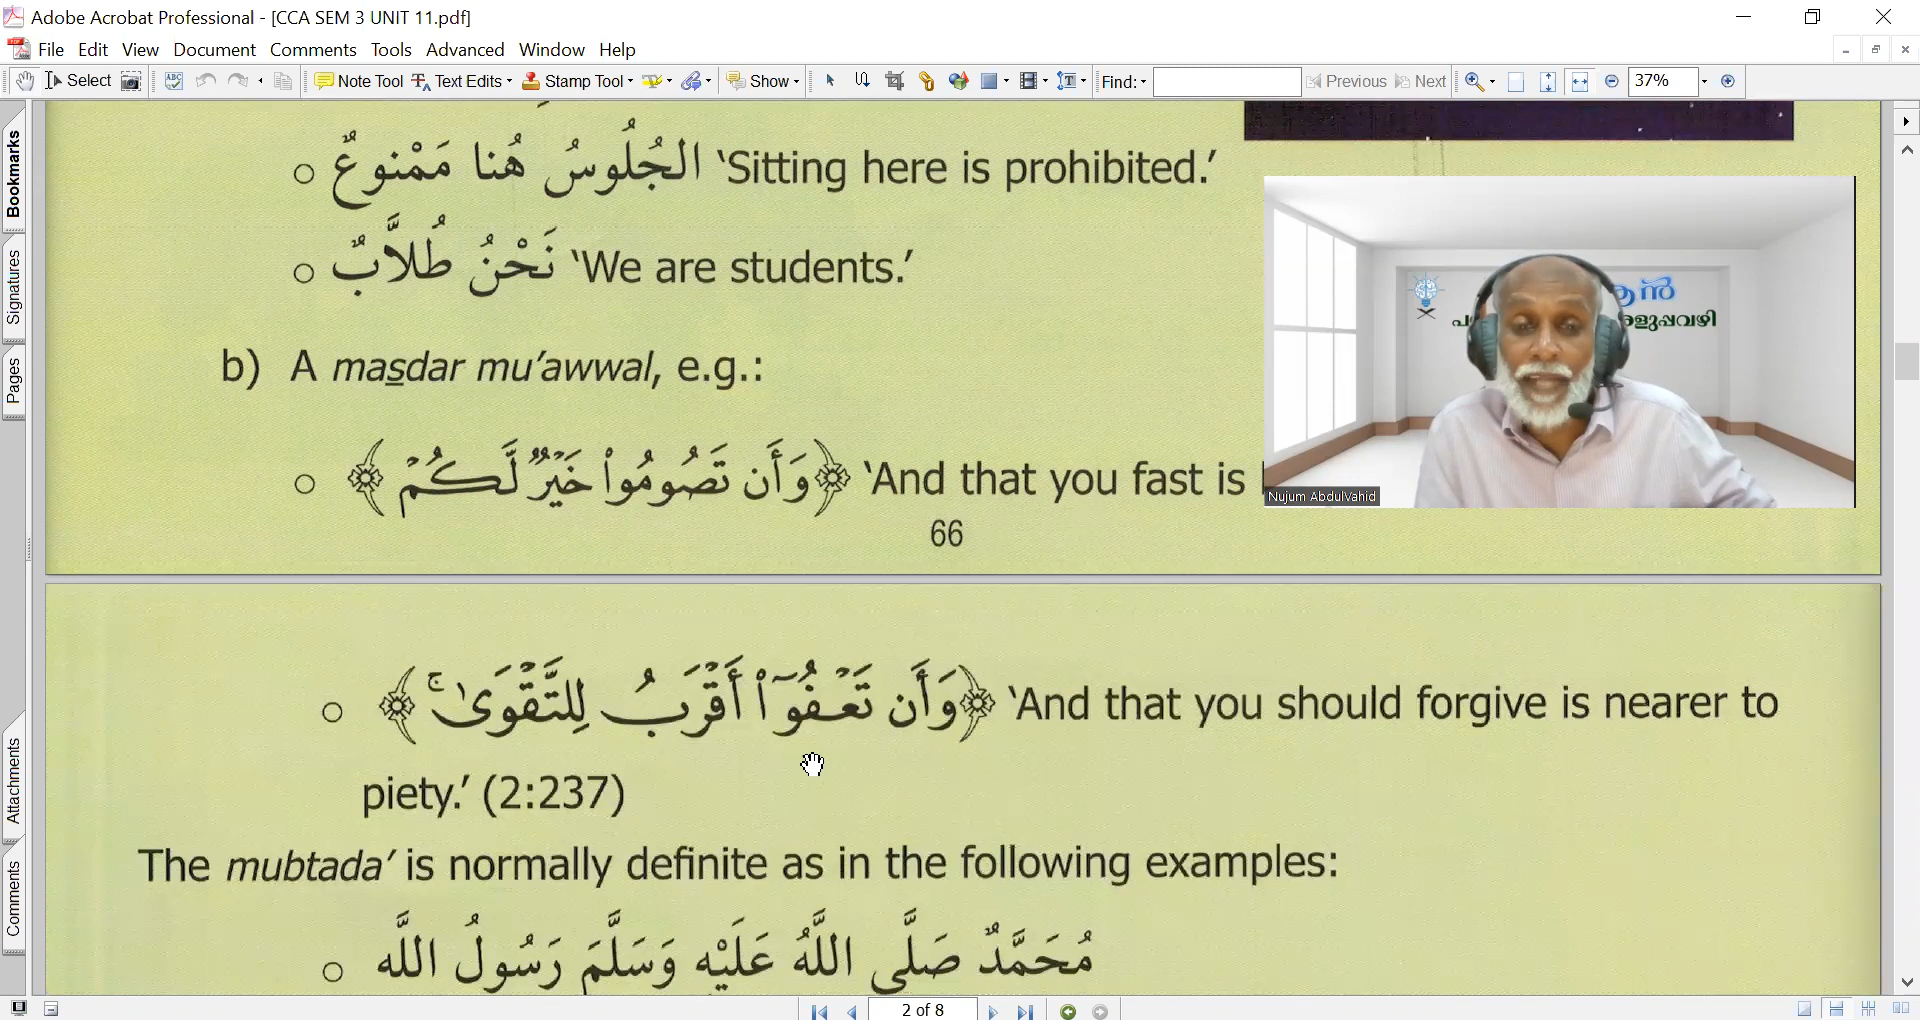 Adobe Acrobat Professional - [CCA SEM 3 UNIT 11.pdf]
File Edit View Document Comments Tools Advanced Window Help
Select Note Tool Text Edits Stamp Tool Show Find: Previous Next 37%
Bookmarks
Signatures
Pages
Attachments
Comments
o الجُلُوسُ هُنا مَمْنوعٌ ‘Sitting here is prohibited.’
o نَحْنُ طُلَّابٌ ‘We are students.’
b) A masdar mu’awwal, e.g.:
o ﴿وَأَن تَصُومُواْ خَيْرٌ لَّكُمْ﴾ ‘And that you fast is
66
Nujum AbdulVahid
o ﴿وَأَن تَعْفُوٓاْ أَقْرَبُ لِلتَّقْوَىٰ ۚ﴾ ‘And that you should forgive is nearer to
piety.’ (2:237)
The mubtada’ is normally definite as in the following examples:
o مُحَمَّدٌ صَلَّى اللَّهُ عَلَيْهِ وَسَلَّمَ رَسُولُ اللَّه
2 of 8